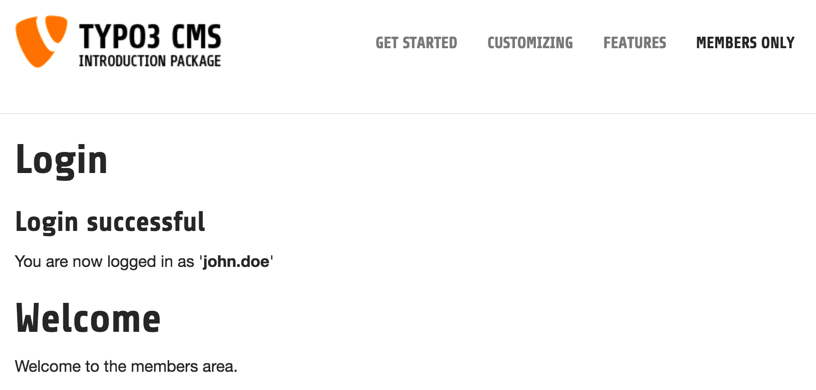 TYPO3 CMS
INTRODUCTION PACKAGE
GET STARTED CUSTOMIZING FEATURES MEMBERS ONLY
Login
Login successful
You are now logged in as 'john.doe'
Welcome
Welcome to the members area.